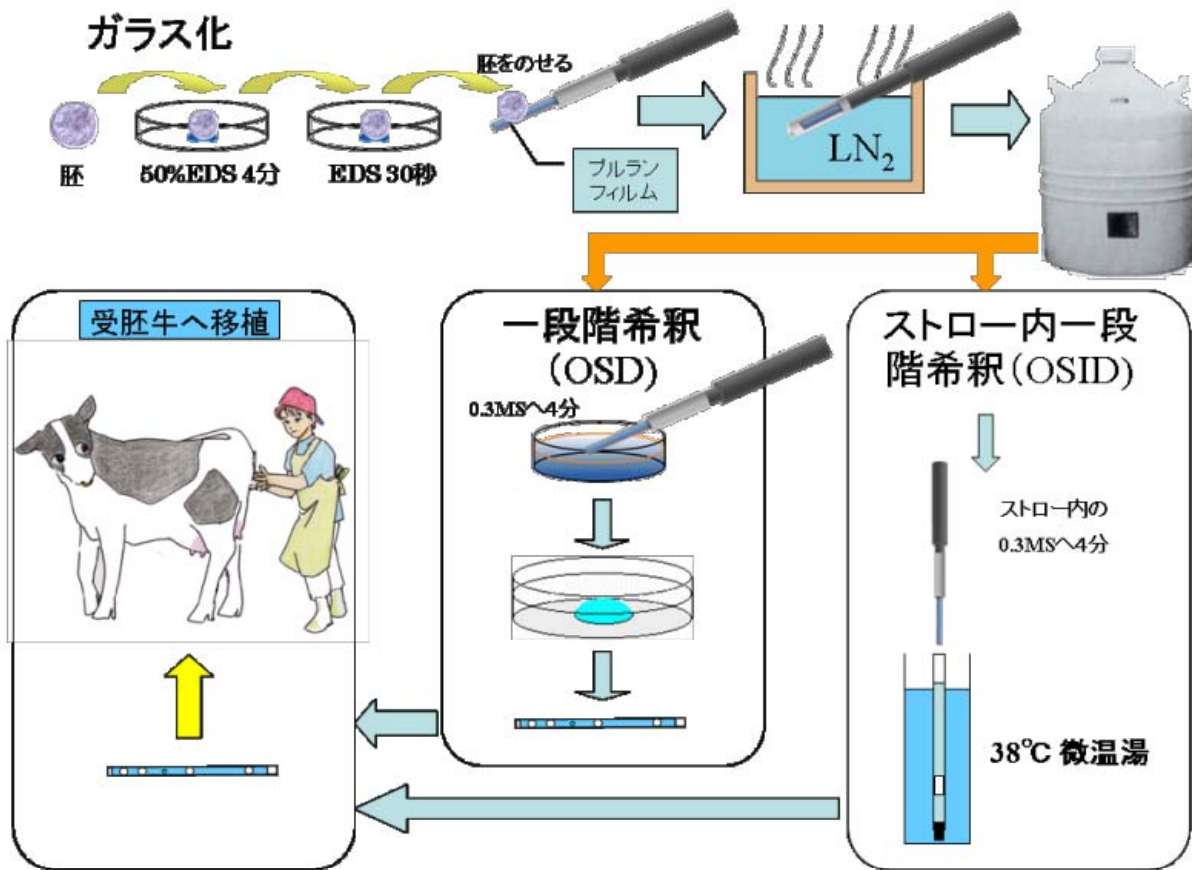 ガラス化
胚をのせる
胚
50%EDS 4分
EDS 30秒
プルラン
フィルム
LN₂
受胚牛へ移植
一段階希釈
(OSD)
0.3MSへ4分
ストロー内一段
階希釈(OSID)
ストロー内の
0.3MSへ4分
38℃ 微温湯